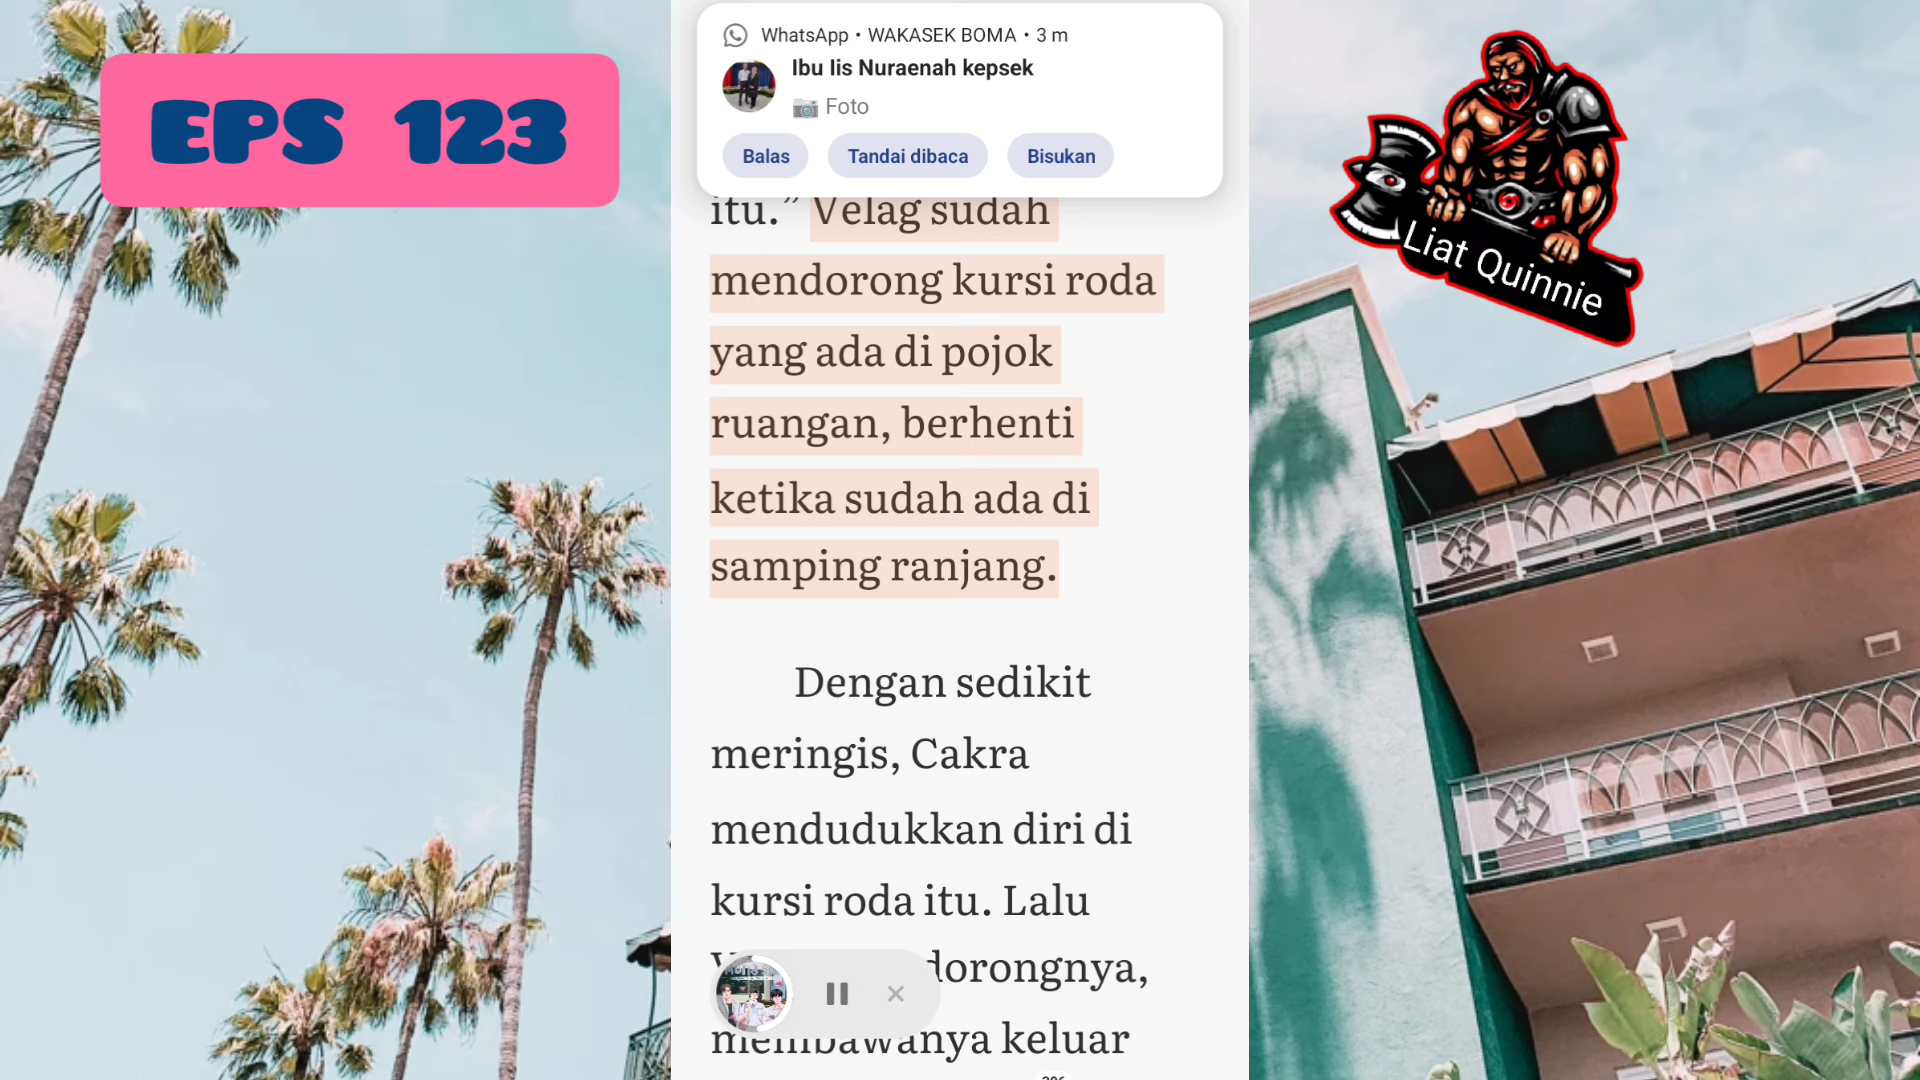 EPS 123
WhatsApp • WAKASEK BOMA • 3 m
Ibu Iis Nuraenah kepsek
📷 Foto
Balas Tandai dibaca Bisukan
itu.” Velag sudah
mendorong kursi roda
yang ada di pojok
ruangan, berhenti
ketika sudah ada di
samping ranjang.
Dengan sedikit
meringis, Cakra
mendudukkan diri di
kursi roda itu. Lalu
dorongnya,
membawanya keluar
Liat Quinnie